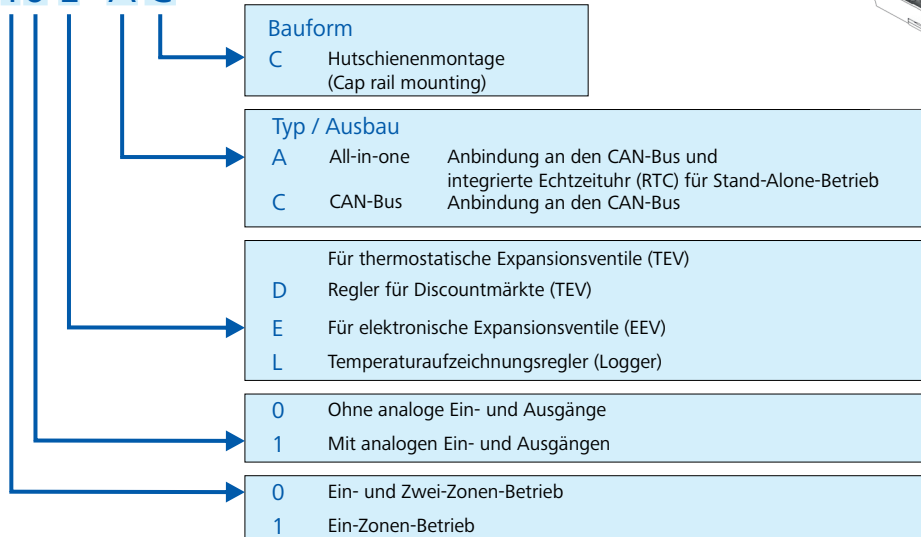 Bauform
C Hutschienenmontage
(Cap rail mounting)
Typ / Ausbau
A All-in-one Anbindung an den CAN-Bus und
integrierte Echtzeituhr (RTC) für Stand-Alone-Betrieb
C CAN-Bus Anbindung an den CAN-Bus
Für thermostatische Expansionsventile (TEV)
D Regler für Discountmärkte (TEV)
E Für elektronische Expansionsventile (EEV)
L Temperaturaufzeichnungsregler (Logger)
0 Ohne analoge Ein- und Ausgänge
1 Mit analogen Ein- und Ausgängen
0 Ein- und Zwei-Zonen-Betrieb
1 Ein-Zonen-Betrieb